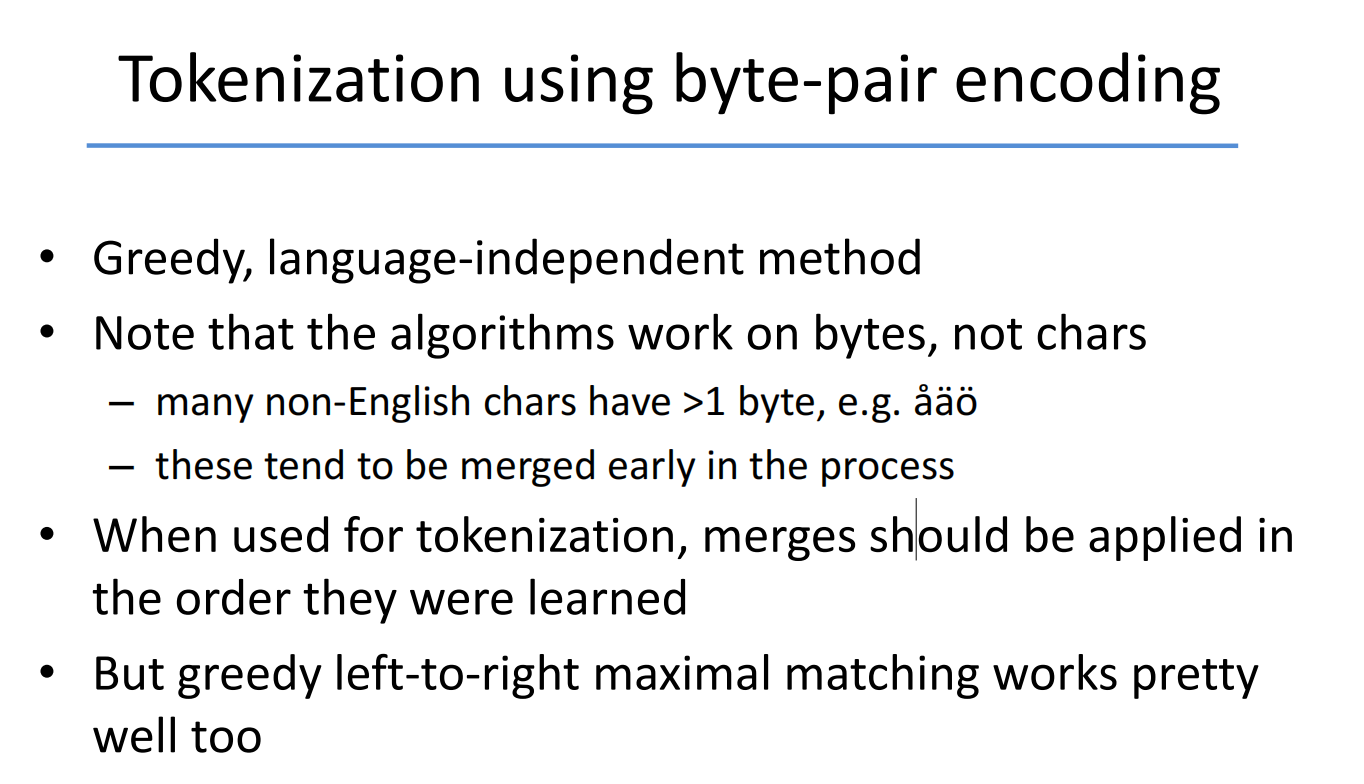 Tokenization using byte-pair encoding
• Greedy, language-independent method
• Note that the algorithms work on bytes, not chars
– many non-English chars have >1 byte, e.g. åäö
– these tend to be merged early in the process
• When used for tokenization, merges should be applied in
the order they were learned
• But greedy left-to-right maximal matching works pretty
well too